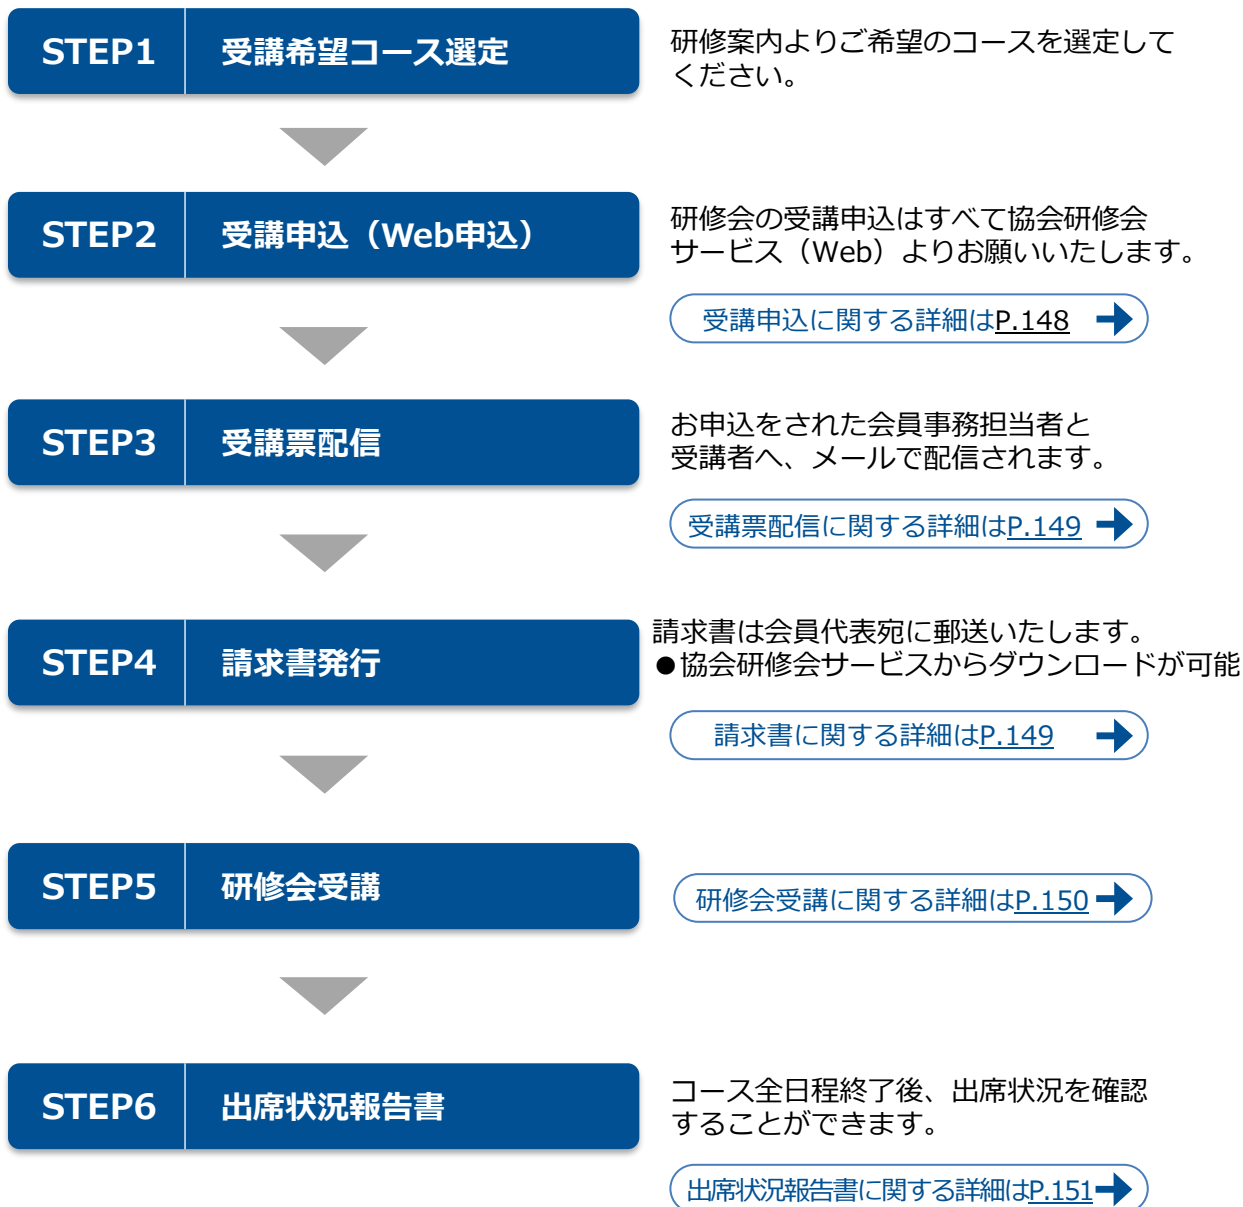 STEP1 受講希望コース選定
研修案内よりご希望のコースを選定して
ください。
STEP2 受講申込（Web申込）
研修会の受講申込はすべて協会研修会
サービス（Web）よりお願いいたします。
受講申込に関する詳細はP.148
STEP3 受講票配信
お申込をされた会員事務担当者と
受講者へ、メールで配信されます。
受講票配信に関する詳細はP.149
STEP4 請求書発行
請求書は会員代表宛に郵送いたします。
●協会研修会サービスからダウンロードが可能
請求書に関する詳細はP.149
STEP5 研修会受講
研修会受講に関する詳細はP.150
STEP6 出席状況報告書
コース全日程終了後、出席状況を確認
することができます。
出席状況報告書に関する詳細はP.151